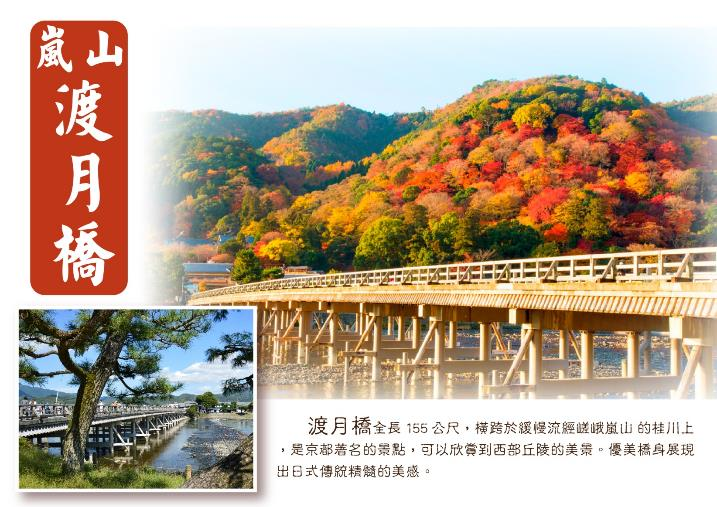 嵐山
渡月橋
渡月橋全長 155 公尺，橫跨於緩慢流經嵯峨嵐山 的桂川上
，是京都著名的景點，可以欣賞到西部丘陵的美景。優美橋身展現
出日式傳統精髓的美感。